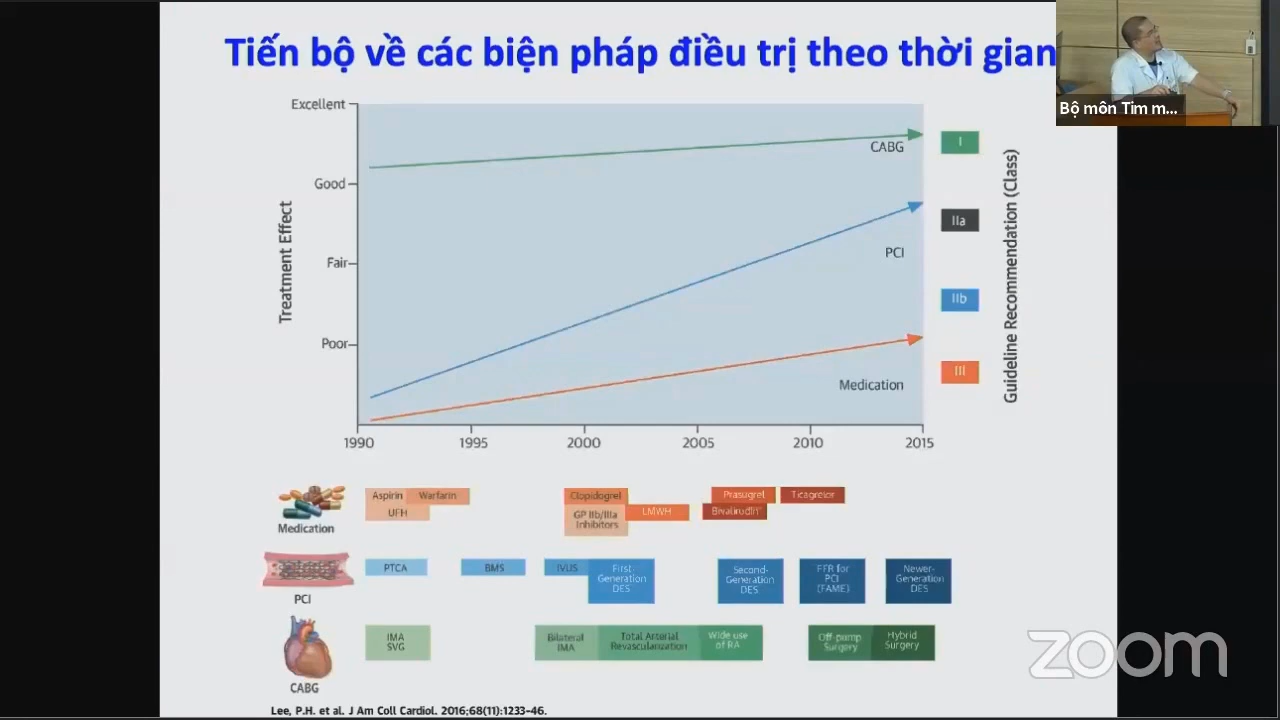 Tiến bộ về các biện pháp điều trị theo thời gian
Bộ môn Tim m...
Excellent
Good
Fair
Poor
Treatment Effect
CABG
PCI
Medication
I
IIa
IIb
III
Guideline Recommendation (Class)
1990 1995 2000 2005 2010 2015
Medication
Aspirin Warfarin
UFH
Clopidogrel
GP IIb/IIIa
Inhibitors
LMWH
Prasugrel
Bivalirudin
Ticagrelor
PCI
PTCA
BMS
IVUS
First-
Generation
DES
Second-
Generation
DES
FFR for
PCI
(FAME)
Newer-
Generation
DES
CABG
IMA
SVG
Bilateral
IMA
Total Arterial
Revascularization
Wide use
of RA
Off-pump
Surgery
Hybrid
Surgery
zoom
Lee, P.H. et al. J Am Coll Cardiol. 2016;68(11):1233-46.